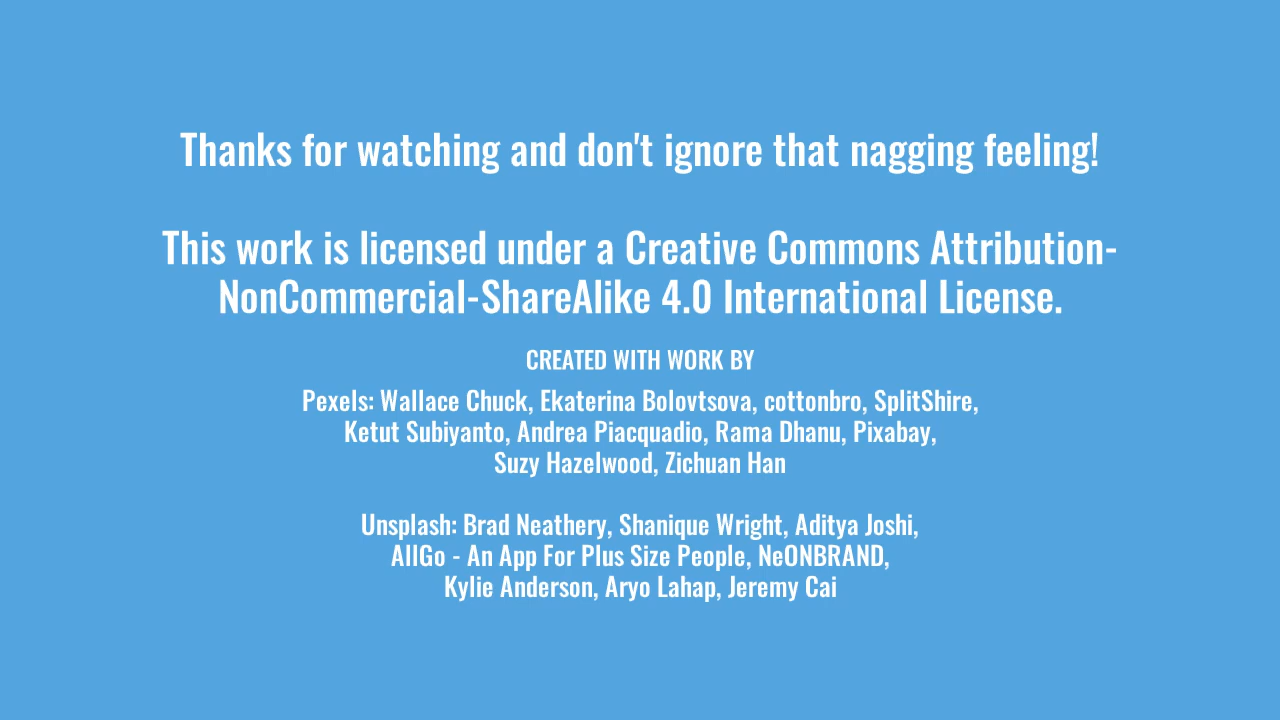 Thanks for watching and don't ignore that nagging feeling!
This work is licensed under a Creative Commons Attribution-
NonCommercial-ShareAlike 4.0 International License.
CREATED WITH WORK BY
Pexels: Wallace Chuck, Ekaterina Bolovtsova, cottonbro, SplitShire,
Ketut Subiyanto, Andrea Piacquadio, Rama Dhanu, Pixabay,
Suzy Hazelwood, Zichuan Han
Unsplash: Brad Neathery, Shanique Wright, Aditya Joshi,
AllGo - An App For Plus Size People, NeONBRAND,
Kylie Anderson, Aryo Lahap, Jeremy Cai